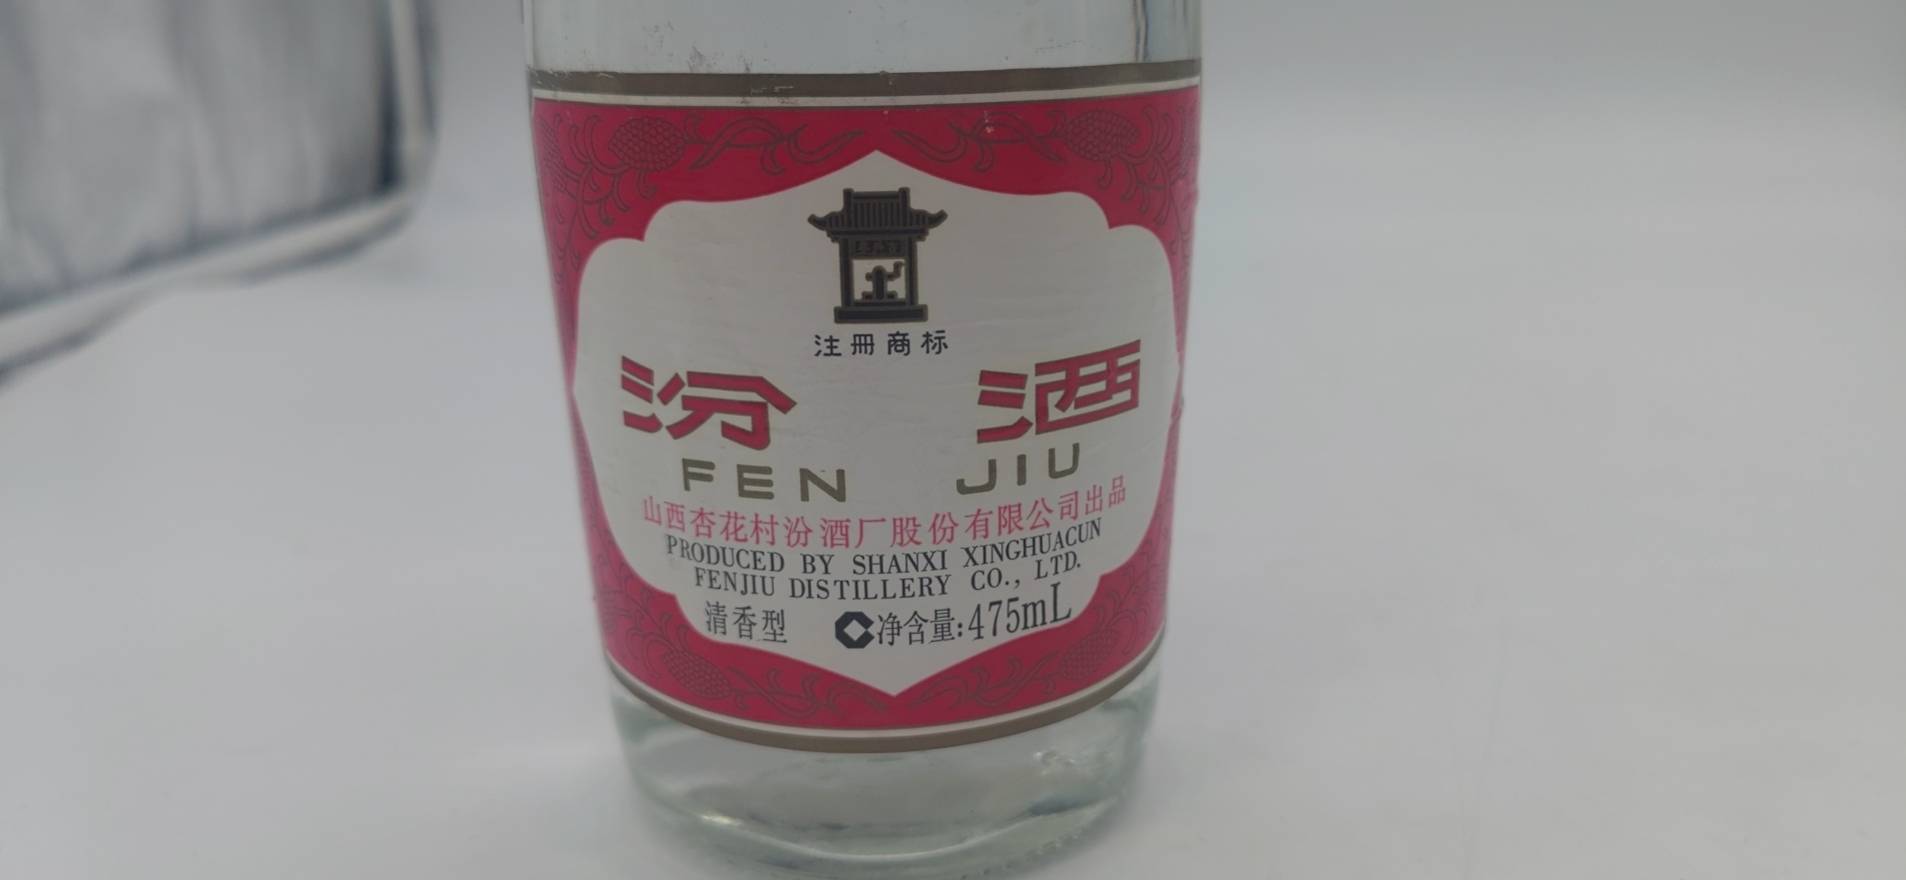 注册商标
汾酒
FEN JIU
山西杏花村汾酒厂股份有限公司出品
PRODUCED BY SHANXI XINGHUACUN
FENJIU DISTILLERY CO., LTD.
清香型 净含量:475mL